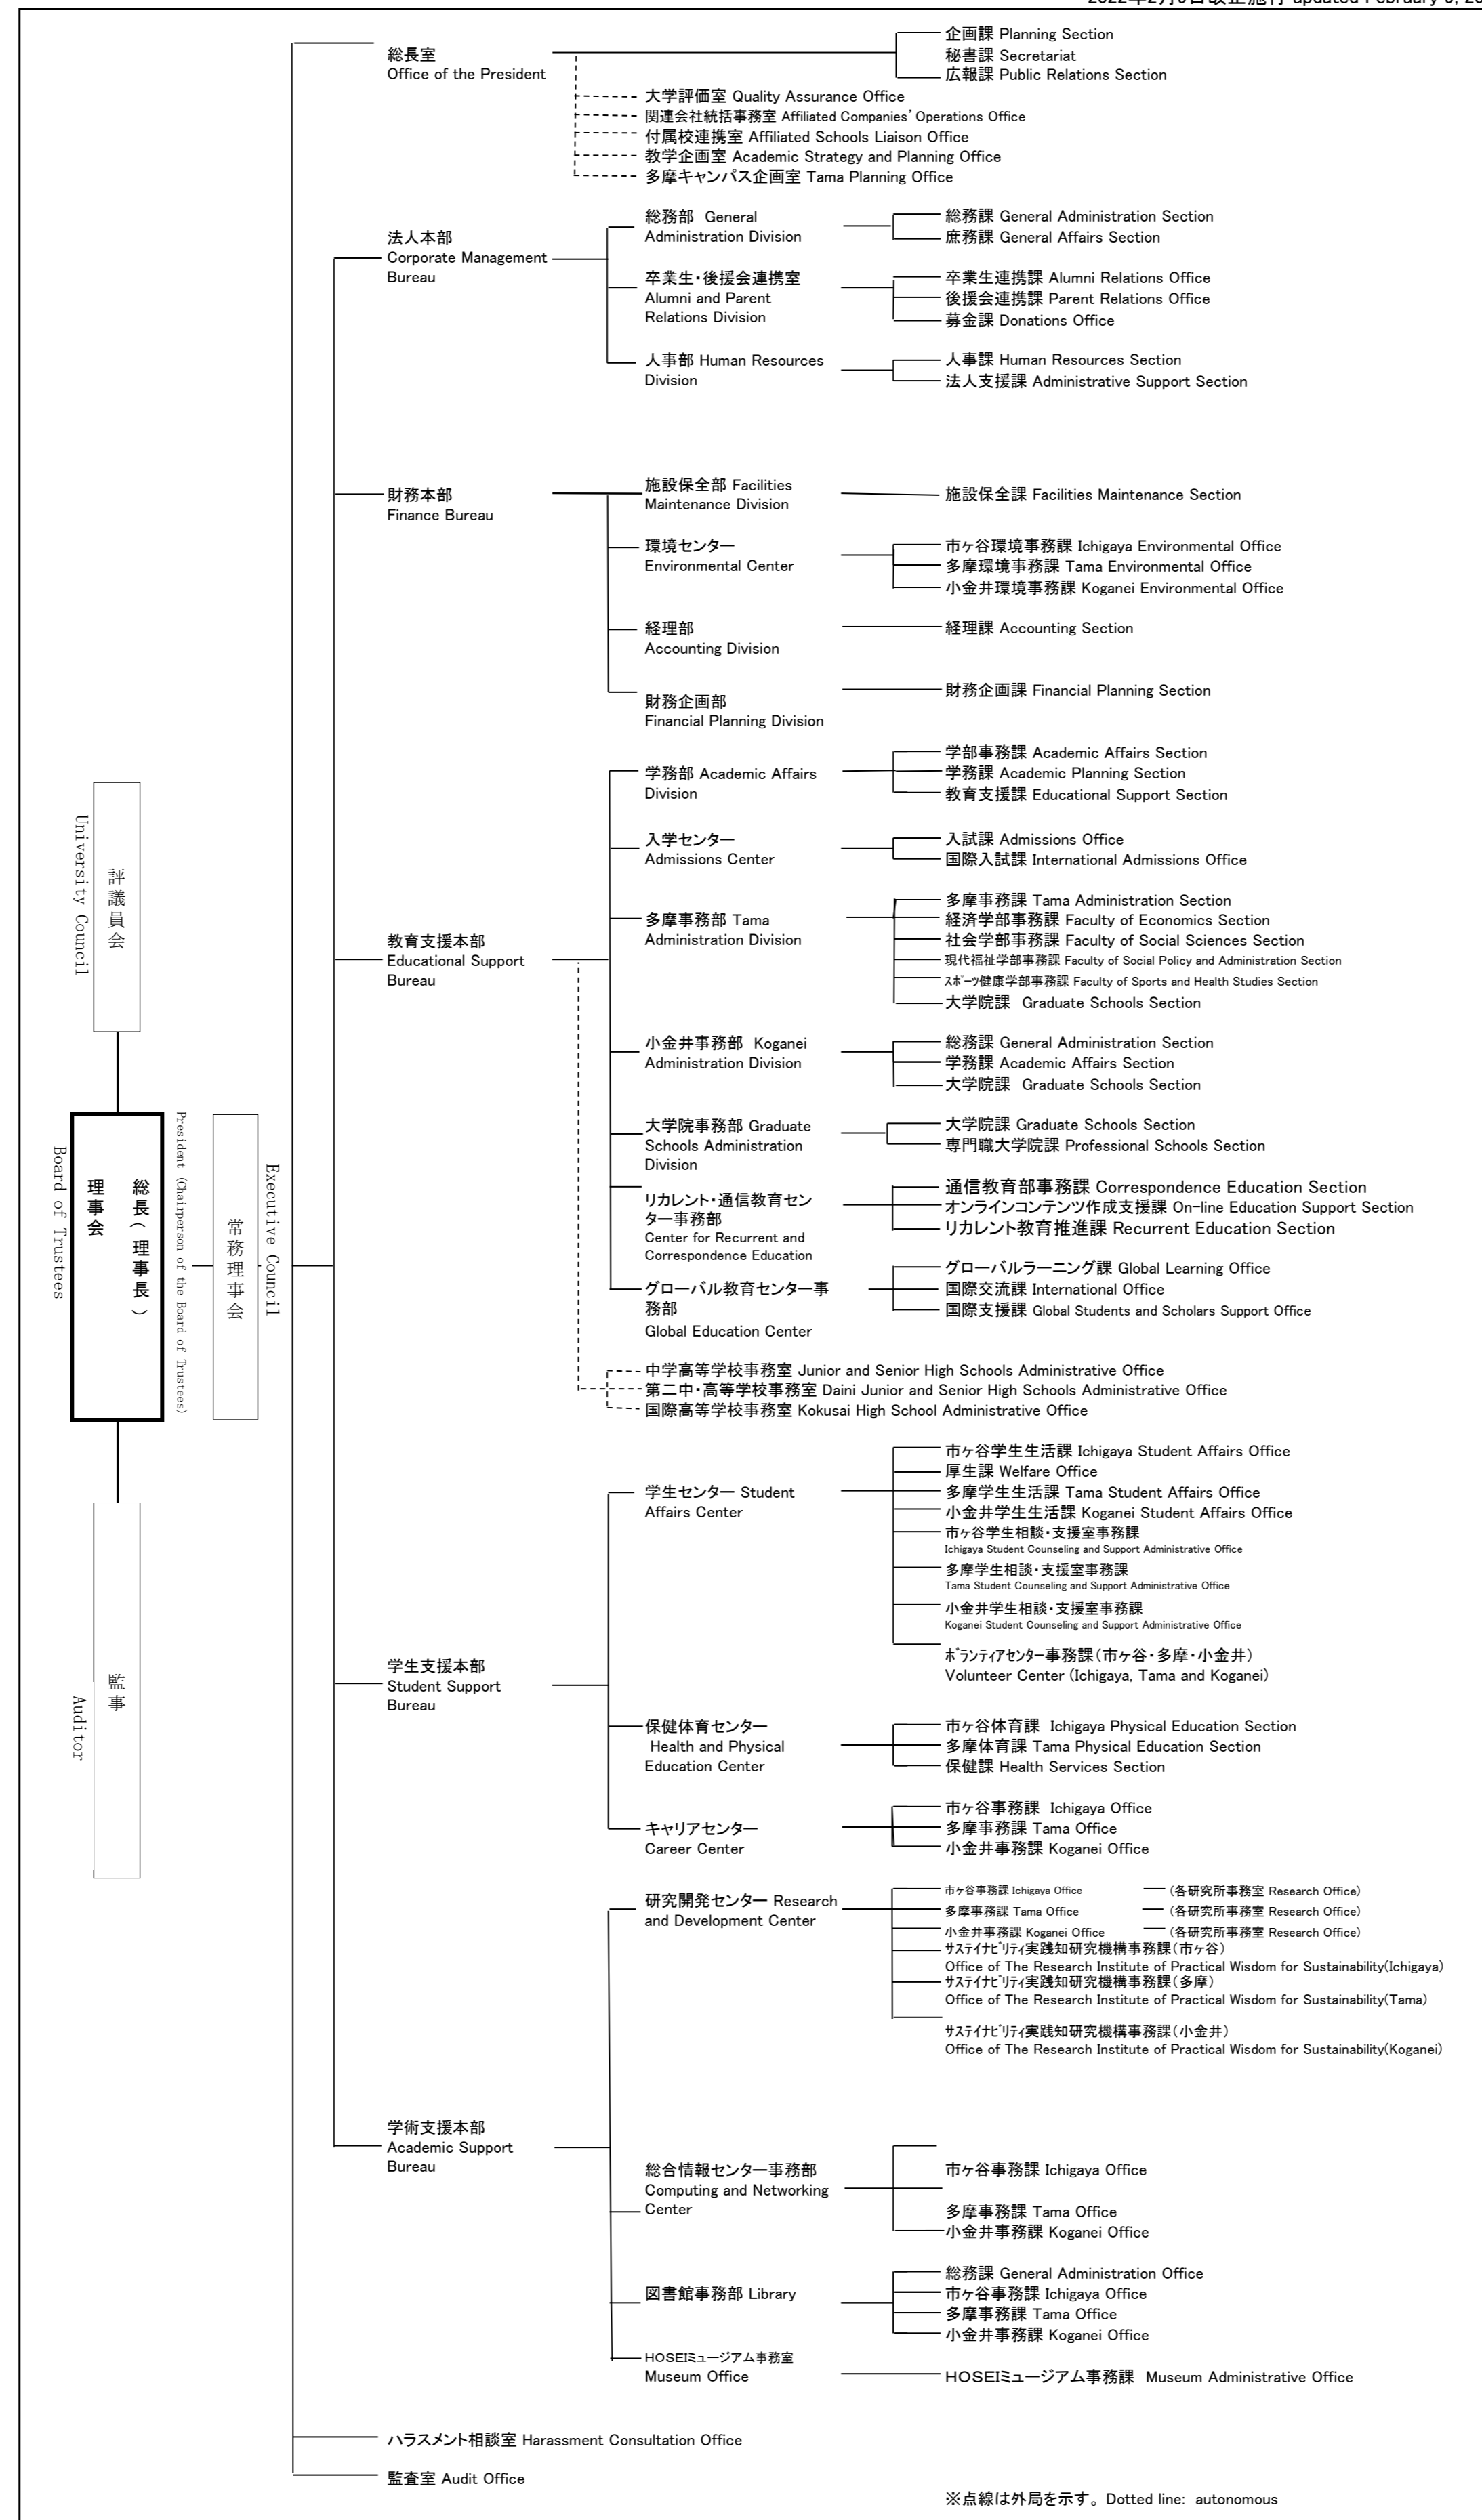 総長室
Office of the President
企画課 Planning Section
秘書課 Secretariat
広報課 Public Relations Section
大学評価室 Quality Assurance Office
関連会社統括事務室 Affiliated Companies' Operations Office
付属校連携室 Affiliated Schools Liaison Office
教学企画室 Academic Strategy and Planning Office
多摩キャンパス企画室 Tama Planning Office
法人本部
Corporate Management
Bureau
総務部 General
Administration Division
総務課 General Administration Section
庶務課 General Affairs Section
卒業生・後援会連携室
Alumni and Parent
Relations Division
卒業生連携課 Alumni Relations Office
後援会連携課 Parent Relations Office
募金課 Donations Office
人事部 Human Resources
Division
人事課 Human Resources Section
法人支援課 Administrative Support Section
財務本部
Finance Bureau
施設保全部 Facilities
Maintenance Division
施設保全課 Facilities Maintenance Section
環境センター
Environmental Center
市ヶ谷環境事務課 Ichigaya Environmental Office
多摩環境事務課 Tama Environmental Office
小金井環境事務課 Koganei Environmental Office
経理部
Accounting Division
経理課 Accounting Section
財務企画部
Financial Planning Division
財務企画課 Financial Planning Section
教育支援本部
Educational Support
Bureau
学務部 Academic Affairs
Division
学部事務課 Academic Affairs Section
学務課 Academic Planning Section
教育支援課 Educational Support Section
入学センター
Admissions Center
入試課 Admissions Office
国際入試課 International Admissions Office
多摩事務部 Tama
Administration Division
多摩事務課 Tama Administration Section
経済学部事務課 Faculty of Economics Section
社会学部事務課 Faculty of Social Sciences Section
現代福祉学部事務課 Faculty of Social Policy and Administration Section
スポーツ健康学部事務課 Faculty of Sports and Health Studies Section
大学院課 Graduate Schools Section
小金井事務部 Koganei
Administration Division
総務課 General Administration Section
学務課 Academic Affairs Section
大学院課 Graduate Schools Section
大学院事務部 Graduate
Schools Administration
Division
大学院課 Graduate Schools Section
専門職大学院課 Professional Schools Section
リカレント・通信教育セン
ター事務部
Center for Recurrent and
Correspondence Education
通信教育部事務課 Correspondence Education Section
オンラインコンテンツ作成支援課 On-line Education Support Section
リカレント教育推進課 Recurrent Education Section
グローバル教育センター事
務部
Global Education Center
グローバルラーニング課 Global Learning Office
国際交流課 International Office
国際支援課 Global Students and Scholars Support Office
中学高等学校事務室 Junior and Senior High Schools Administrative Office
第二中・高等学校事務室 Daini Junior and Senior High Schools Administrative Office
国際高等学校事務室 Kokusai High School Administrative Office
評議員会
University Council
総長(理事長)
理事会
Board of Trustees
President (Chairperson of the Board of Trustees)
常務理事会
Executive Council
監事
Auditor
学生支援本部
Student Support
Bureau
学生センター Student
Affairs Center
市ヶ谷学生生活課 Ichigaya Student Affairs Office
厚生課 Welfare Office
多摩学生生活課 Tama Student Affairs Office
小金井学生生活課 Koganei Student Affairs Office
市ヶ谷学生相談・支援室事務課
Ichigaya Student Counseling and Support Administrative Office
多摩学生相談・支援室事務課
Tama Student Counseling and Support Administrative Office
小金井学生相談・支援室事務課
Koganei Student Counseling and Support Administrative Office
ボランティアセンター事務課(市ヶ谷・多摩・小金井)
Volunteer Center (Ichigaya, Tama and Koganei)
保健体育センター
Health and Physical
Education Center
市ヶ谷体育課 Ichigaya Physical Education Section
多摩体育課 Tama Physical Education Section
保健課 Health Services Section
キャリアセンター
Career Center
市ヶ谷事務課 Ichigaya Office
多摩事務課 Tama Office
小金井事務課 Koganei Office
学術支援本部
Academic Support
Bureau
研究開発センター Research
and Development Center
市ヶ谷事務課 Ichigaya Office (各研究所事務室 Research Office)
多摩事務課 Tama Office (各研究所事務室 Research Office)
小金井事務課 Koganei Office (各研究所事務室 Research Office)
サステイナビリティ実践知研究機構事務課(市ヶ谷)
Office of The Research Institute of Practical Wisdom for Sustainability(Ichigaya)
サステイナビリティ実践知研究機構事務課(多摩)
Office of The Research Institute of Practical Wisdom for Sustainability(Tama)
サステイナビリティ実践知研究機構事務課(小金井)
Office of The Research Institute of Practical Wisdom for Sustainability(Koganei)
総合情報センター事務部
Computing and Networking
Center
市ヶ谷事務課 Ichigaya Office
多摩事務課 Tama Office
小金井事務課 Koganei Office
図書館事務部 Library
総務課 General Administration Office
市ヶ谷事務課 Ichigaya Office
多摩事務課 Tama Office
小金井事務課 Koganei Office
HOSEIミュージアム事務室
Museum Office
HOSEIミュージアム事務課 Museum Administrative Office
ハラスメント相談室 Harassment Consultation Office
監査室 Audit Office
※点線は外局を示す。Dotted line: autonomous